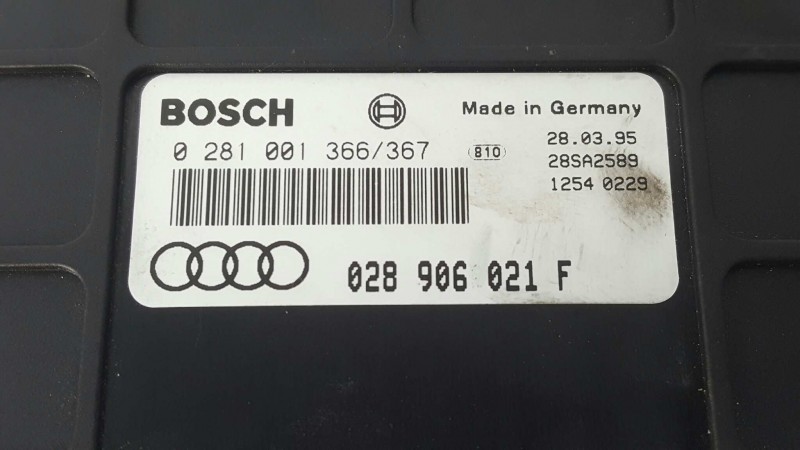 BOSCH Made in Germany
0 281 001 366/367 810 28.03.95
28SA2589
1254 0229
028 906 021 F